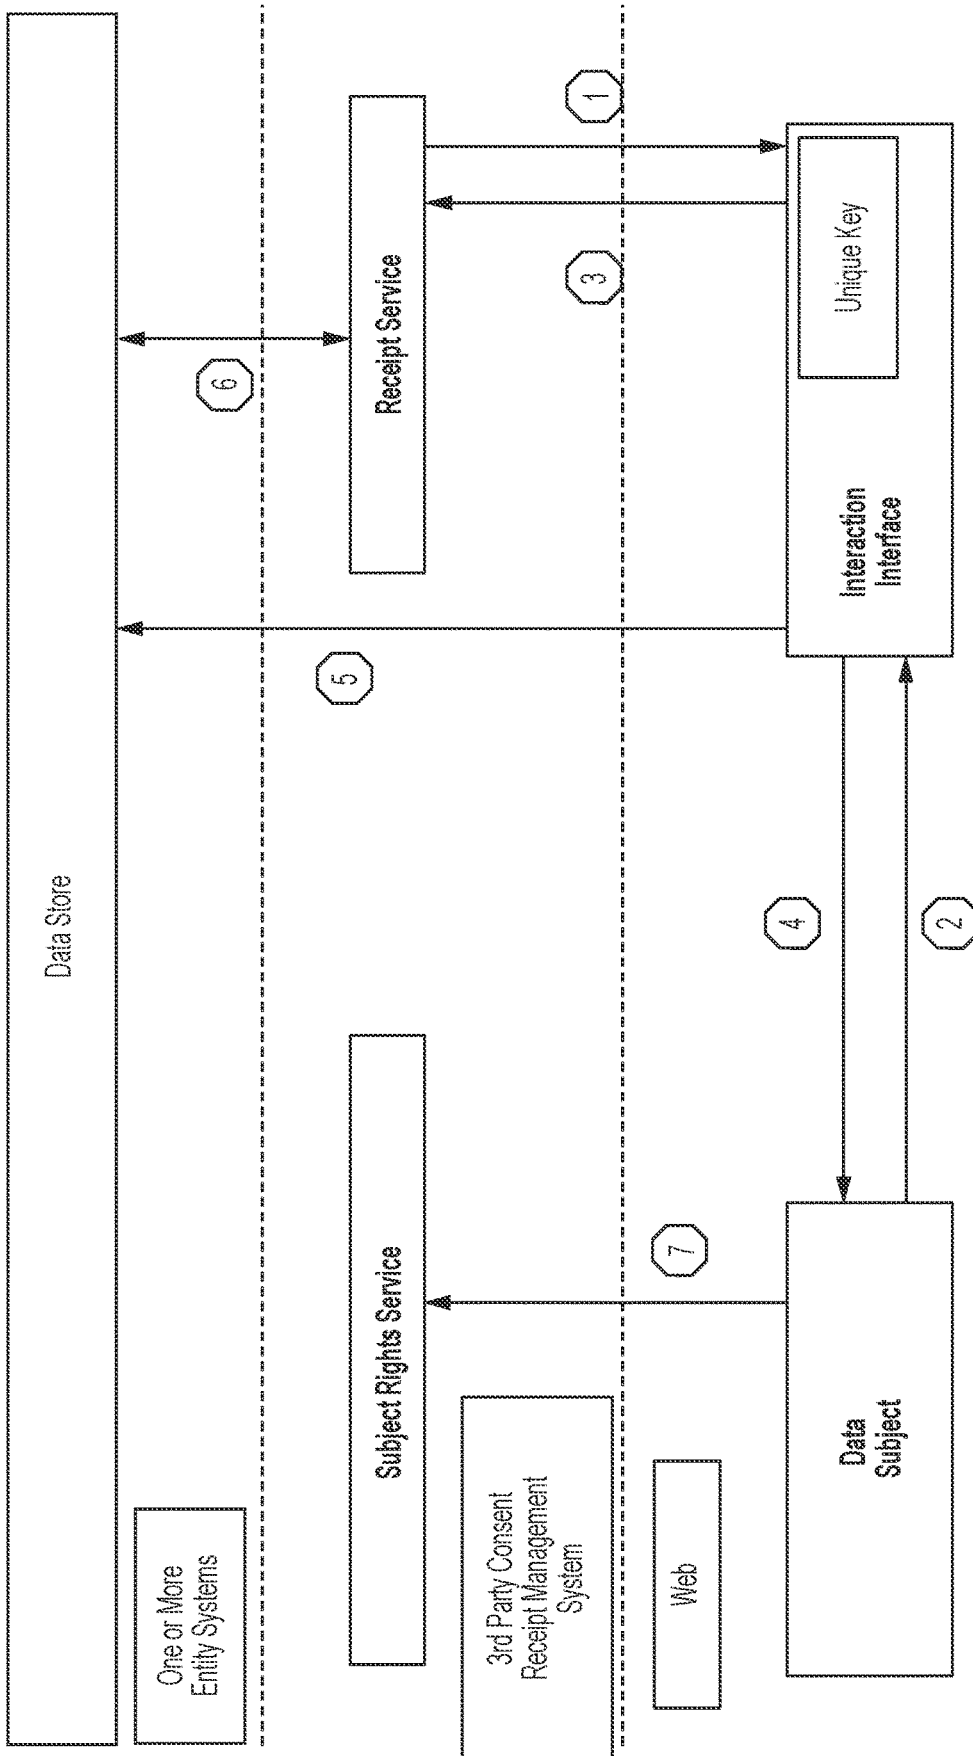 Data Store
One or More
Entity Systems
6
5
Subject Rights Service
Receipt Service
3rd Party Consent
Receipt Management
System
3
1
Web
7
4
2
Data
Subject
Interaction
Interface
Unique Key